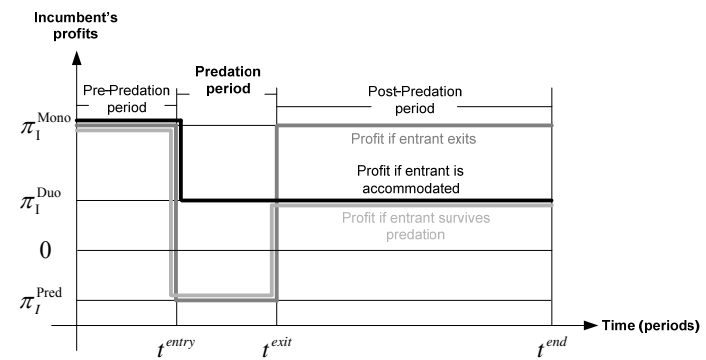 Incumbent's
profits
Pre-Predation
period
Predation
period
Post-Predation
period
π_I^Mono
Profit if entrant exits
Profit if entrant is
accommodated
π_I^Duo
Profit if entrant survives
predation
0
π_I^Pred
Time (periods)
t^entry
t^exit
t^end